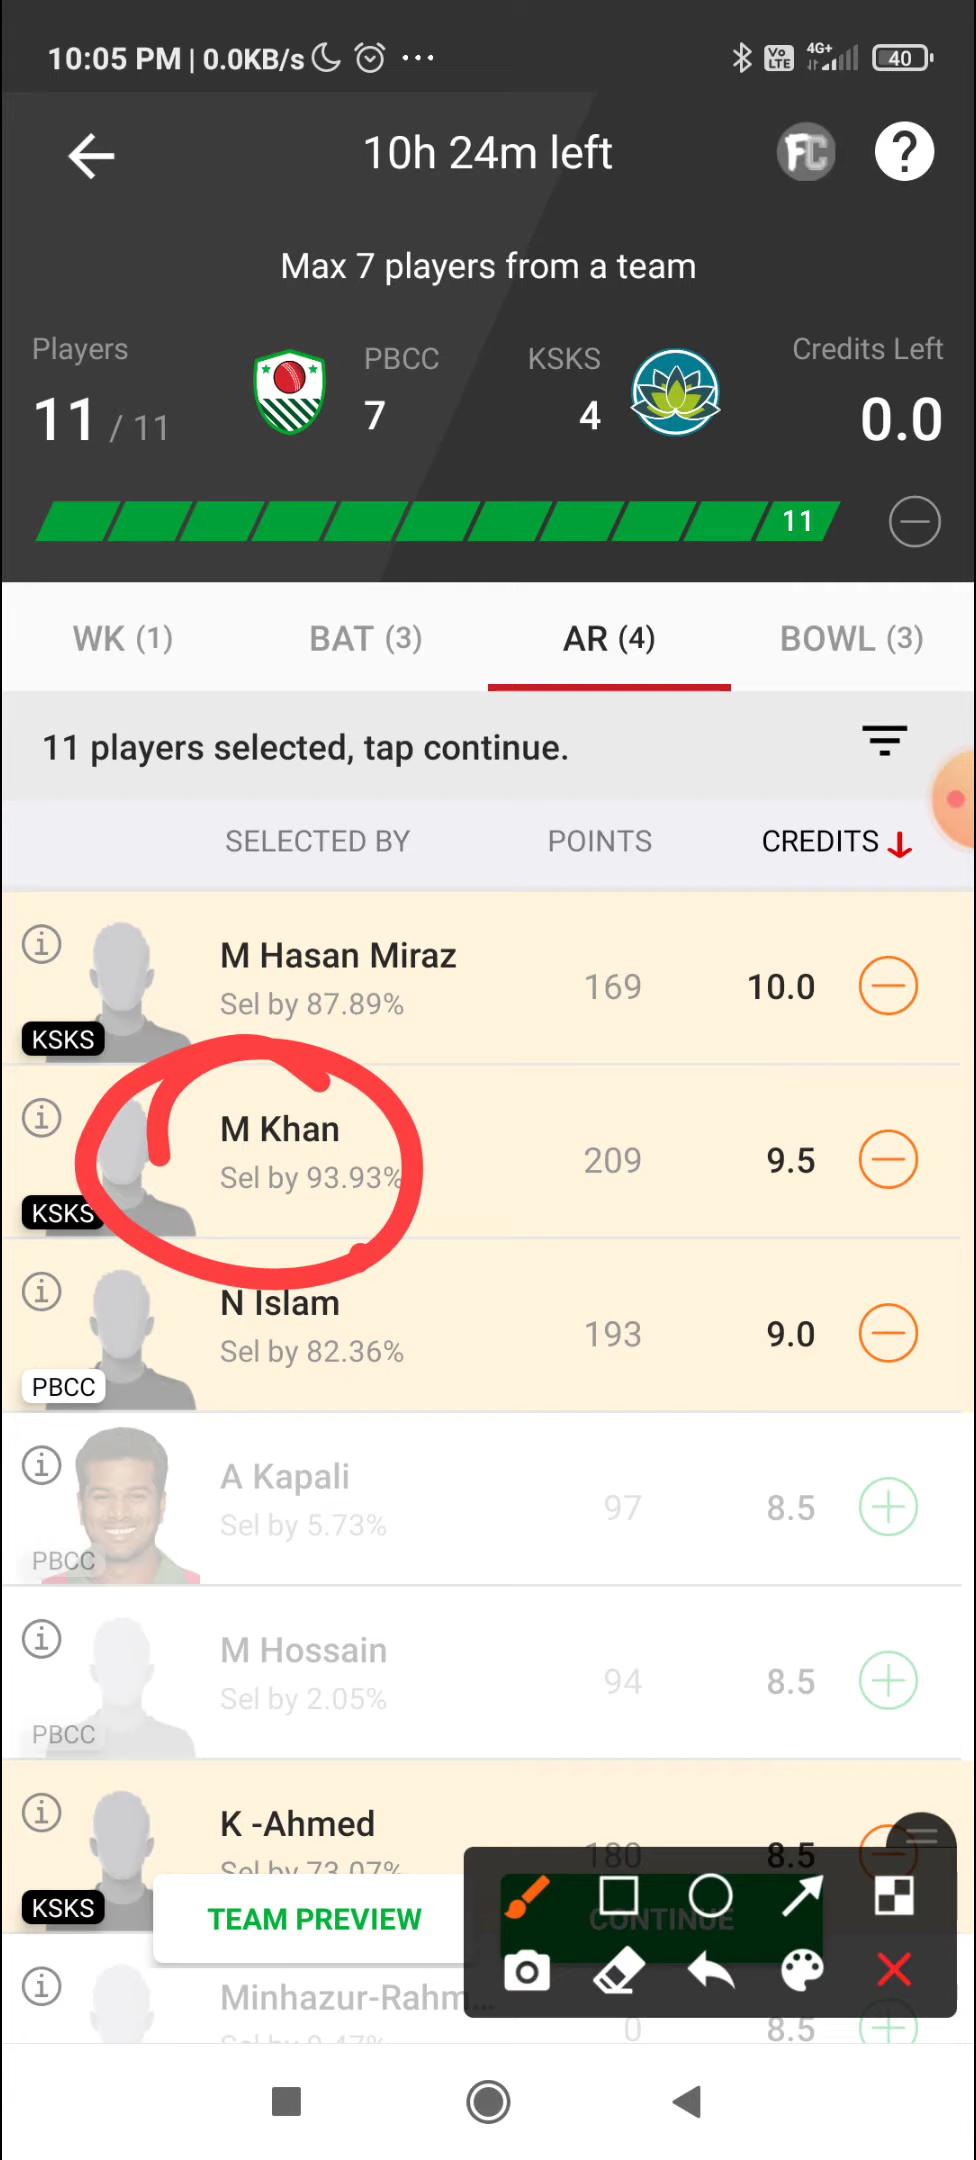 10:05 PM | 0.0KB/s ...
Vo LTE 4G+ 40
10h 24m left
FC ?
Max 7 players from a team
Players PBCC KSKS Credits Left
11 / 11 7 4 0.0
11
WK (1) BAT (3) AR (4) BOWL (3)
11 players selected, tap continue.
SELECTED BY POINTS CREDITS
M Hasan Miraz
Sel by 87.89% 169 10.0
KSKS
M Khan
Sel by 93.93% 209 9.5
KSKS
N Islam
Sel by 82.36% 193 9.0
PBCC
A Kapali
Sel by 5.73% 97 8.5
PBCC
M Hossain
Sel by 2.05% 94 8.5
PBCC
K -Ahmed
Sel by 73.07% 180 8.5
KSKS
TEAM PREVIEW CONTINUE
Minhazur-Rahm...
0 8.5